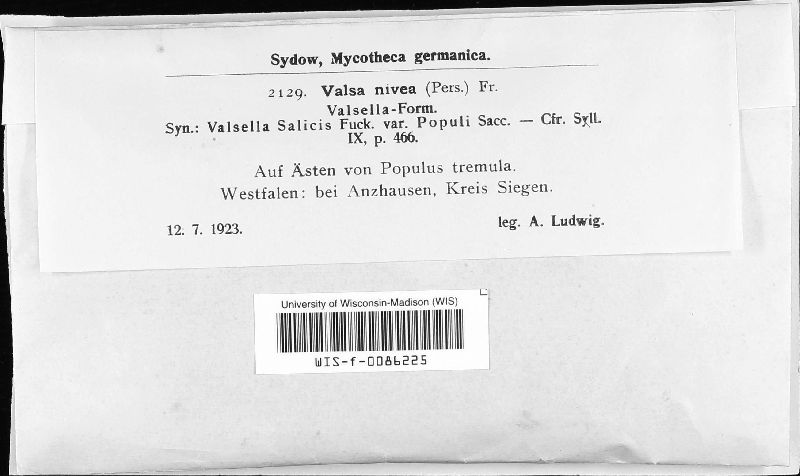 Sydow, Mycotheca germanica.
2129. Valsa nivea (Pers.) Fr.
Valsella-Form.
Syn.: Valsella Salicis Fuck. var. Populi Sacc. — Cfr. Syll.
IX, p. 466.
Auf Ästen von Populus tremula.
Westfalen: bei Anzhausen, Kreis Siegen.
12. 7. 1923. leg. A. Ludwig.
University of Wisconsin-Madison (WIS)
WIS-f-0086225